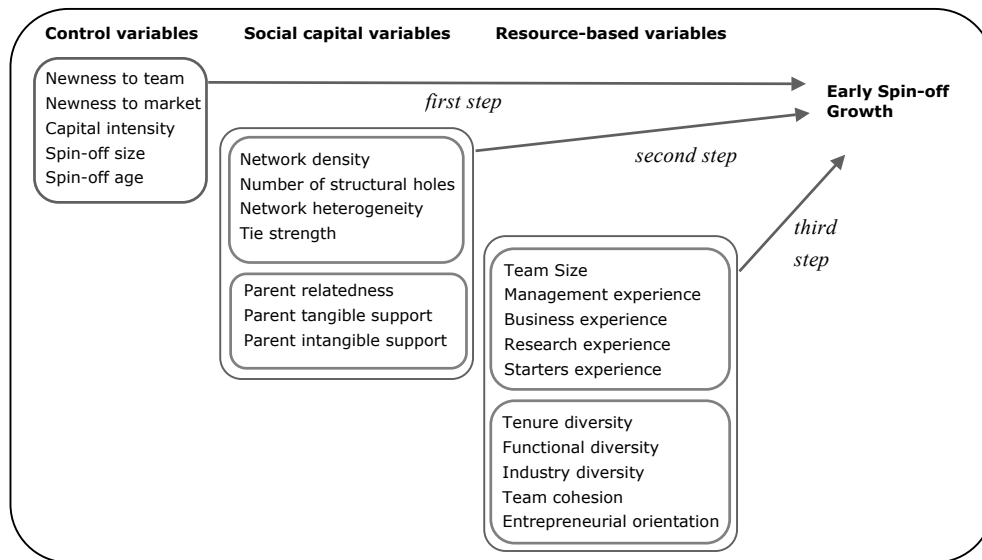 Control variables
Social capital variables
Resource-based variables
Newness to team
Newness to market
Capital intensity
Spin-off size
Spin-off age
first step
Early Spin-off
Growth
Network density
Number of structural holes
Network heterogeneity
Tie strength
second step
Parent relatedness
Parent tangible support
Parent intangible support
third
step
Team Size
Management experience
Business experience
Research experience
Starters experience
Tenure diversity
Functional diversity
Industry diversity
Team cohesion
Entrepreneurial orientation